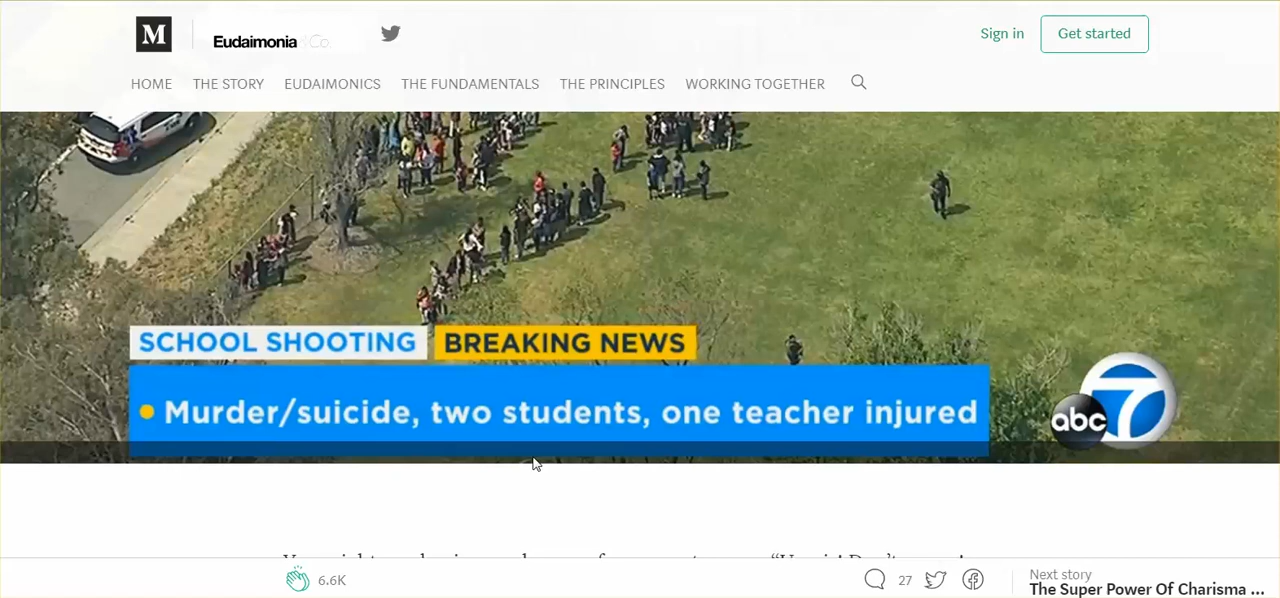 M
Eudaimonia & Co.
Sign in
Get started
HOME THE STORY EUDAIMONICS THE FUNDAMENTALS THE PRINCIPLES WORKING TOGETHER
SCHOOL SHOOTING BREAKING NEWS
Murder/suicide, two students, one teacher injured
abc 7
6.6K
27
Next story
The Super Power Of Charisma ...